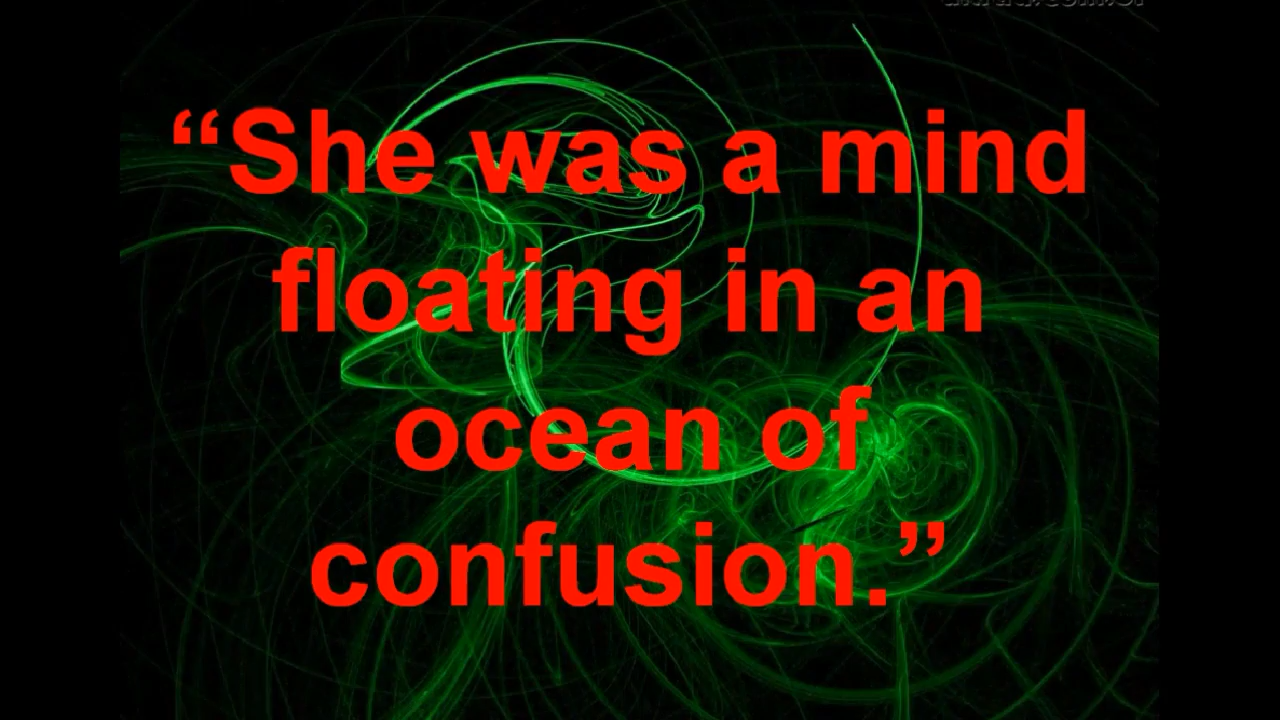 “She was a mind
floating in an
ocean of
confusion.”